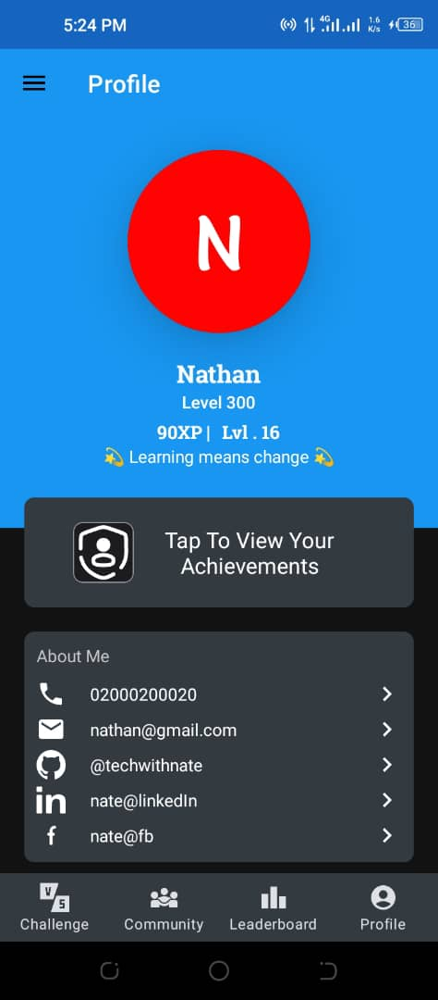 5:24 PM 4G 1.6 K/s 36
Profile
N
Nathan
Level 300
90XP | Lvl . 16
💫 Learning means change 💫
Tap To View Your
Achievements
About Me
02000200020
nathan@gmail.com
@techwithnate
in nate@linkedIn
f nate@fb
V S
Challenge Community Leaderboard Profile